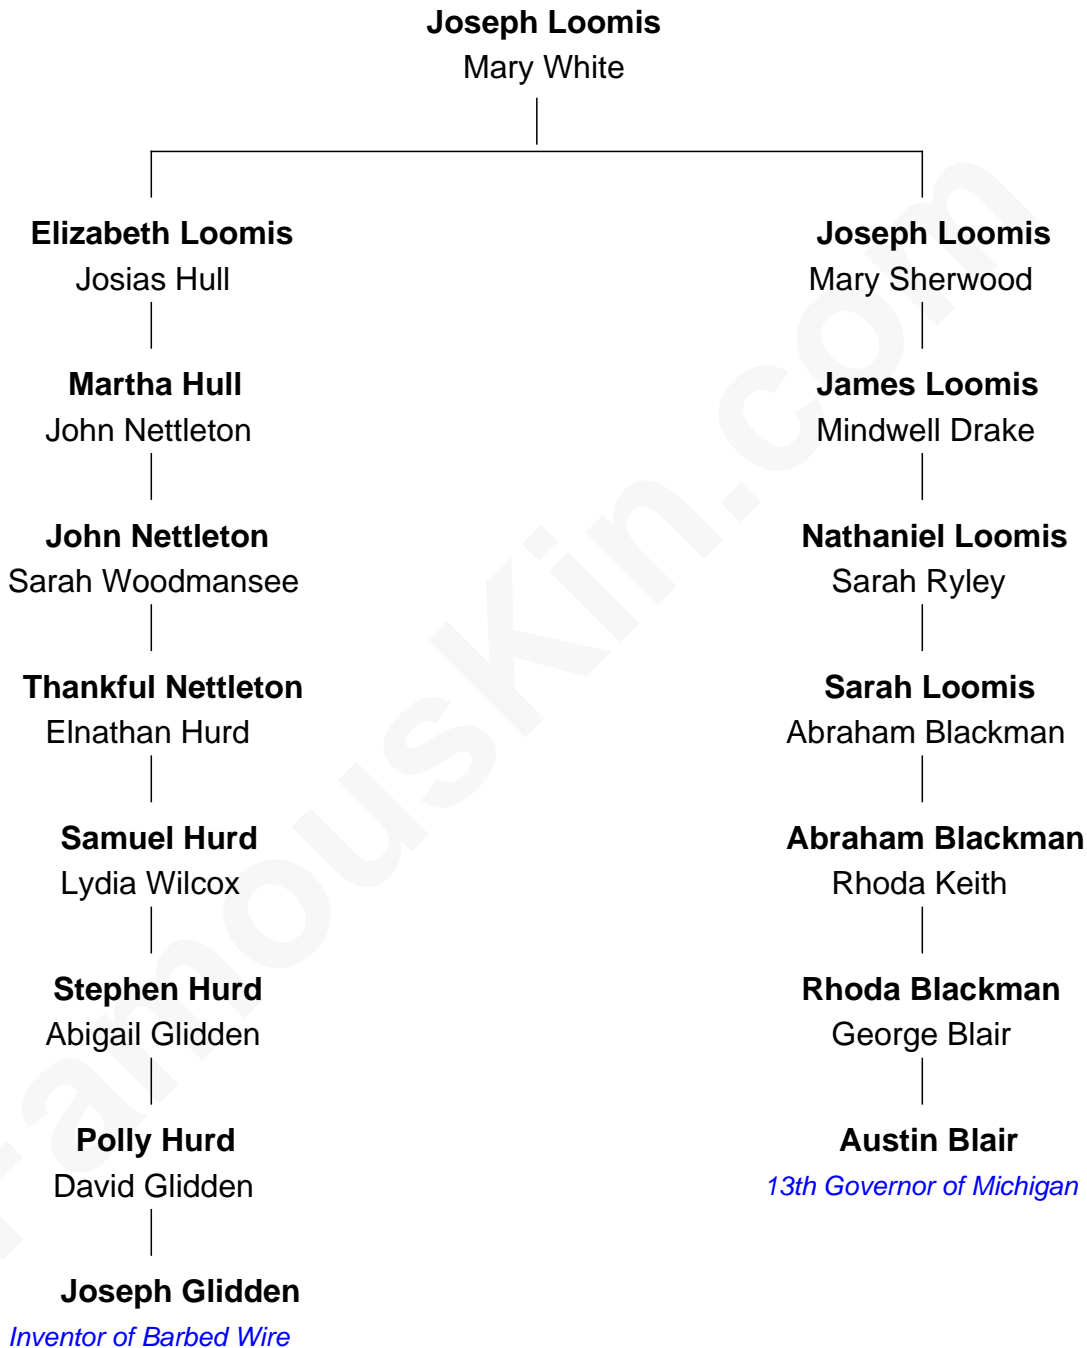 Joseph Loomis
Mary White
Elizabeth Loomis
Josias Hull
Joseph Loomis
Mary Sherwood
Martha Hull
John Nettleton
James Loomis
Mindwell Drake
John Nettleton
Sarah Woodmansee
Nathaniel Loomis
Sarah Ryley
Thankful Nettleton
Elnathan Hurd
Sarah Loomis
Abraham Blackman
Samuel Hurd
Lydia Wilcox
Abraham Blackman
Rhoda Keith
Stephen Hurd
Abigail Glidden
Rhoda Blackman
George Blair
Polly Hurd
David Glidden
Austin Blair
13th Governor of Michigan
Joseph Glidden
Inventor of Barbed Wire
FamousKin.com